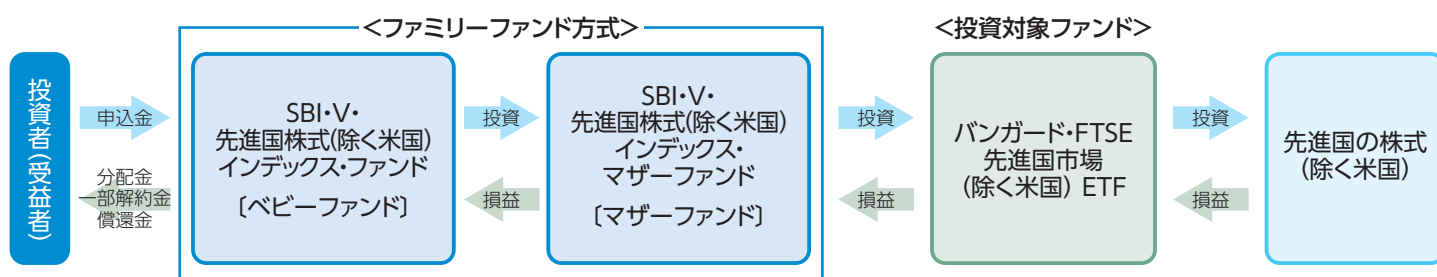 <ファミリーファンド方式>
<投資対象ファンド>
投資者(受益者)
申込金
分配金
一部解約金
償還金
SBI・V・
先進国株式(除く米国)
インデックス・ファンド
〔ベビーファンド〕
投資
損益
SBI・V・
先進国株式(除く米国)
インデックス・
マザーファンド
〔マザーファンド〕
投資
損益
バンガード・FTSE
先進国市場
(除く米国) ETF
投資
損益
先進国の株式
(除く米国)